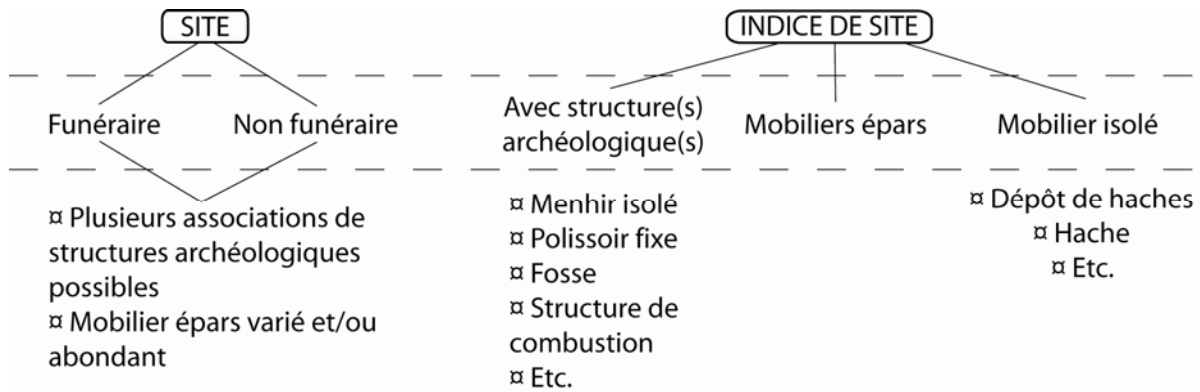 SITE
INDICE DE SITE
Funéraire
Non funéraire
Avec structure(s)
archéologique(s)
Mobiliers épars
Mobilier isolé
¤ Plusieurs associations de
structures archéologiques
possibles
¤ Mobilier épars varié et/ou
abondant
¤ Menhir isolé
¤ Polissoir fixe
¤ Fosse
¤ Structure de
combustion
¤ Etc.
¤ Dépôt de haches
¤ Hache
¤ Etc.